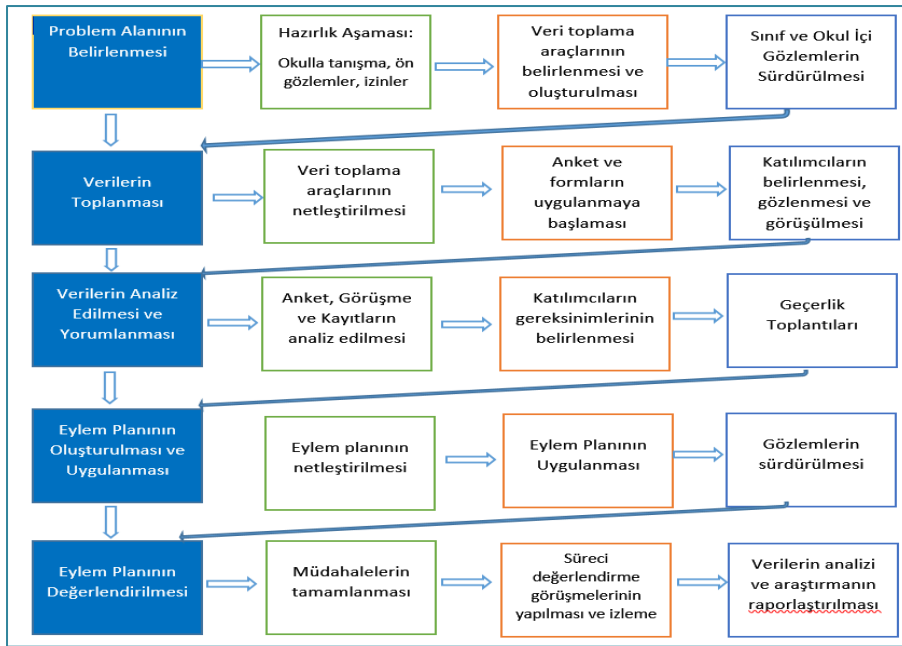 Problem Alanının
Belirlenmesi
Hazırlık Aşaması:
Okulla tanışma, ön
gözlemler, izinler
Veri toplama
araçlarının
belirlenmesi ve
oluşturulması
Sınıf ve Okul İçi
Gözlemlerin
Sürdürülmesi
Verilerin
Toplanması
Veri toplama
araçlarının
netleştirilmesi
Anket ve
formların
uygulanmaya
başlaması
Katılımcıların
belirlenmesi,
gözlenmesi ve
görüşülmesi
Verilerin Analiz
Edilmesi ve
Yorumlanması
Anket, Görüşme
ve Kayıtların
analiz edilmesi
Katılımcıların
gereksinimlerinin
belirlenmesi
Geçerlik
Toplantıları
Eylem Planının
Oluşturulması ve
Uygulanması
Eylem planının
netleştirilmesi
Eylem Planının
Uygulanması
Gözlemlerin
sürdürülmesi
Eylem Planının
Değerlendirilmesi
Müdahalelerin
tamamlanması
Süreci
değerlendirme
görüşmelerinin
yapılması ve izleme
Verilerin analizi
ve araştırmanın
raporlaştırılması